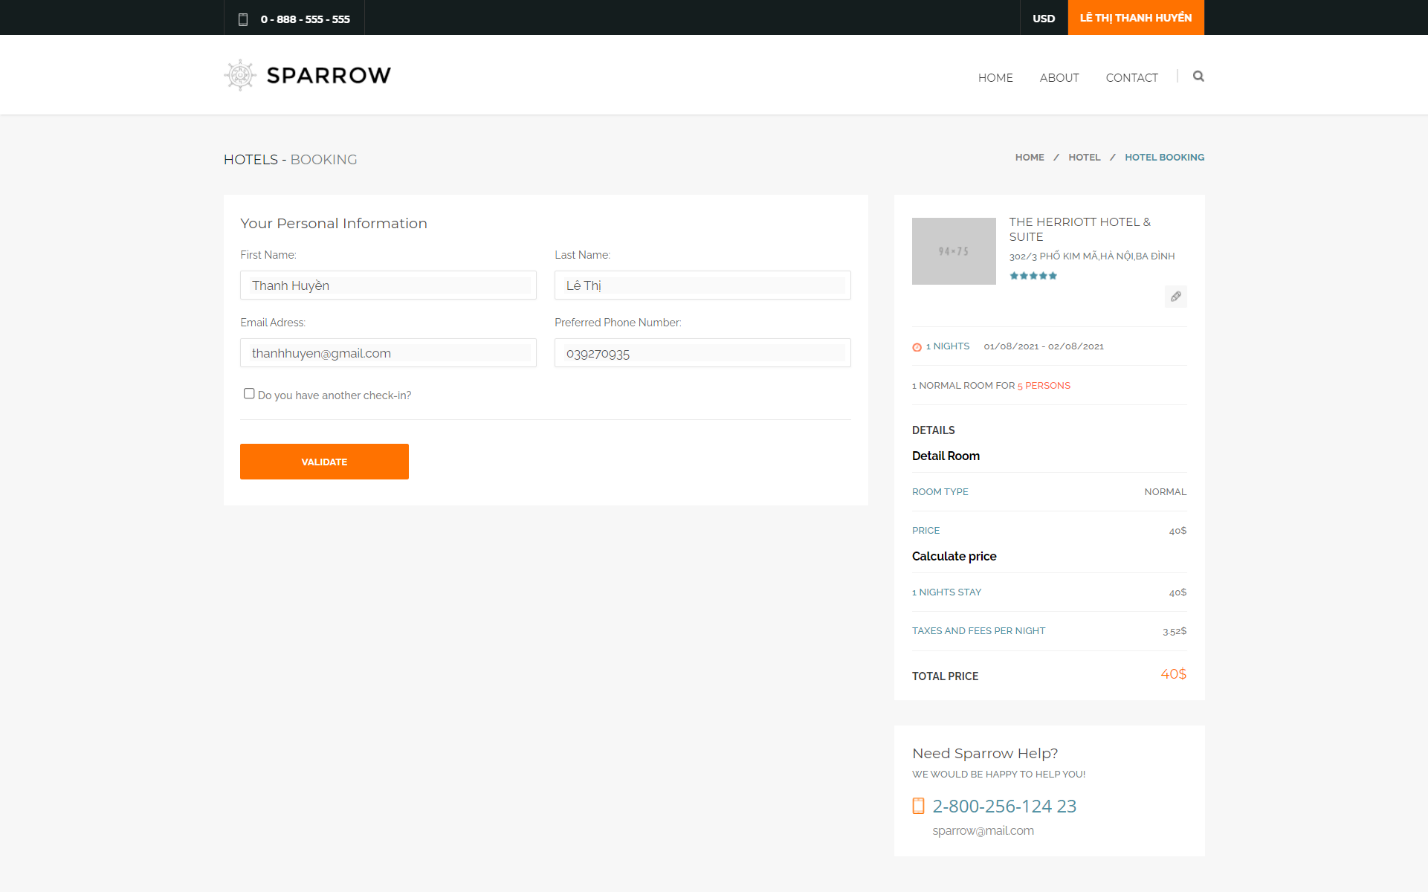 0 - 888 - 555 - 555
USD
LÊ THỊ THANH HUYỀN
SPARROW
HOME
ABOUT
CONTACT
HOTELS - BOOKING
HOME / HOTEL / HOTEL BOOKING
Your Personal Information
First Name:
Last Name:
Thanh Huyền
Lê Thị
Email Adress:
Preferred Phone Number:
thanhhuyen@gmail.com
039270935
Do you have another check-in?
VALIDATE
94×75
THE HERRIOTT HOTEL &
SUITE
302/3 PHỐ KIM MÃ,HÀ NỘI,BA ĐÌNH
1 NIGHTS 01/08/2021 - 02/08/2021
1 NORMAL ROOM FOR 5 PERSONS
DETAILS
Detail Room
ROOM TYPE NORMAL
PRICE 40$
Calculate price
1 NIGHTS STAY 40$
TAXES AND FEES PER NIGHT 3.52$
TOTAL PRICE 40$
Need Sparrow Help?
WE WOULD BE HAPPY TO HELP YOU!
2-800-256-124 23
sparrow@mail.com